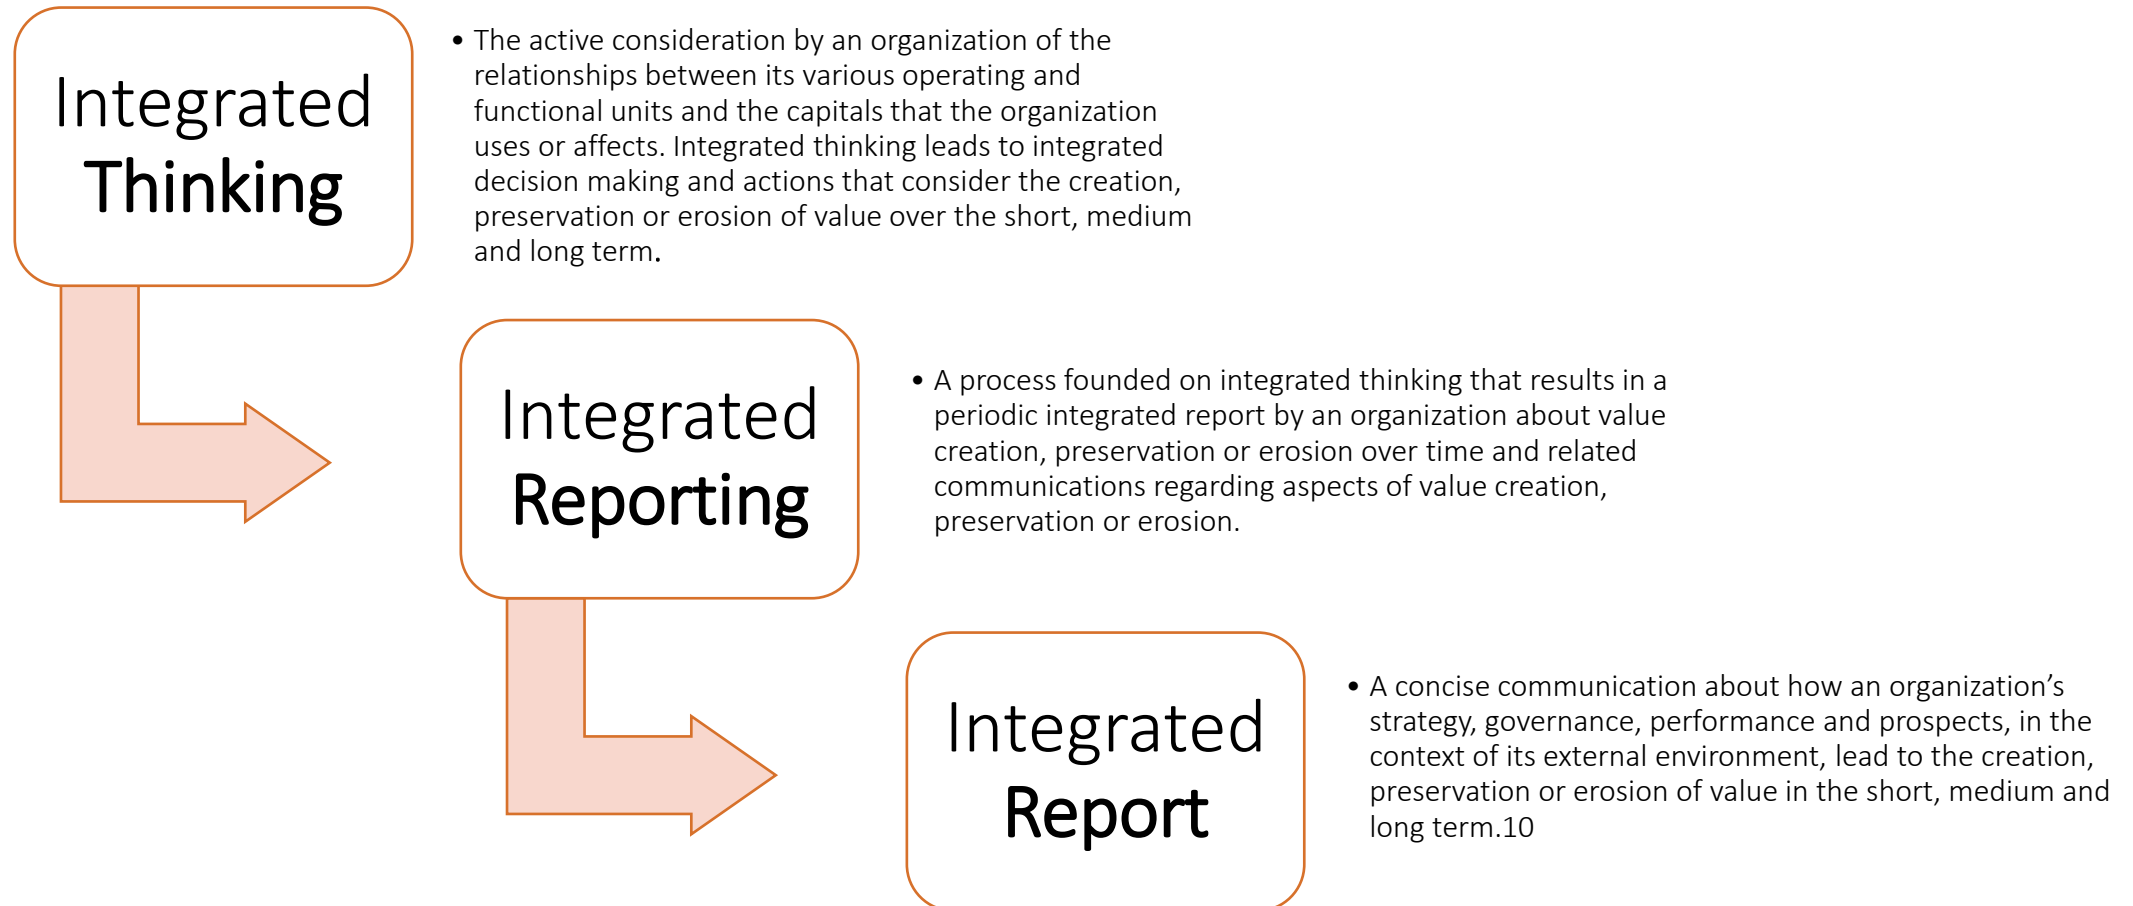 Integrated
Thinking
• The active consideration by an organization of the
relationships between its various operating and
functional units and the capitals that the organization
uses or affects. Integrated thinking leads to integrated
decision making and actions that consider the creation,
preservation or erosion of value over the short, medium
and long term.
Integrated
Reporting
• A process founded on integrated thinking that results in a
periodic integrated report by an organization about value
creation, preservation or erosion over time and related
communications regarding aspects of value creation,
preservation or erosion.
Integrated
Report
• A concise communication about how an organization’s
strategy, governance, performance and prospects, in the
context of its external environment, lead to the creation,
preservation or erosion of value in the short, medium and
long term.10